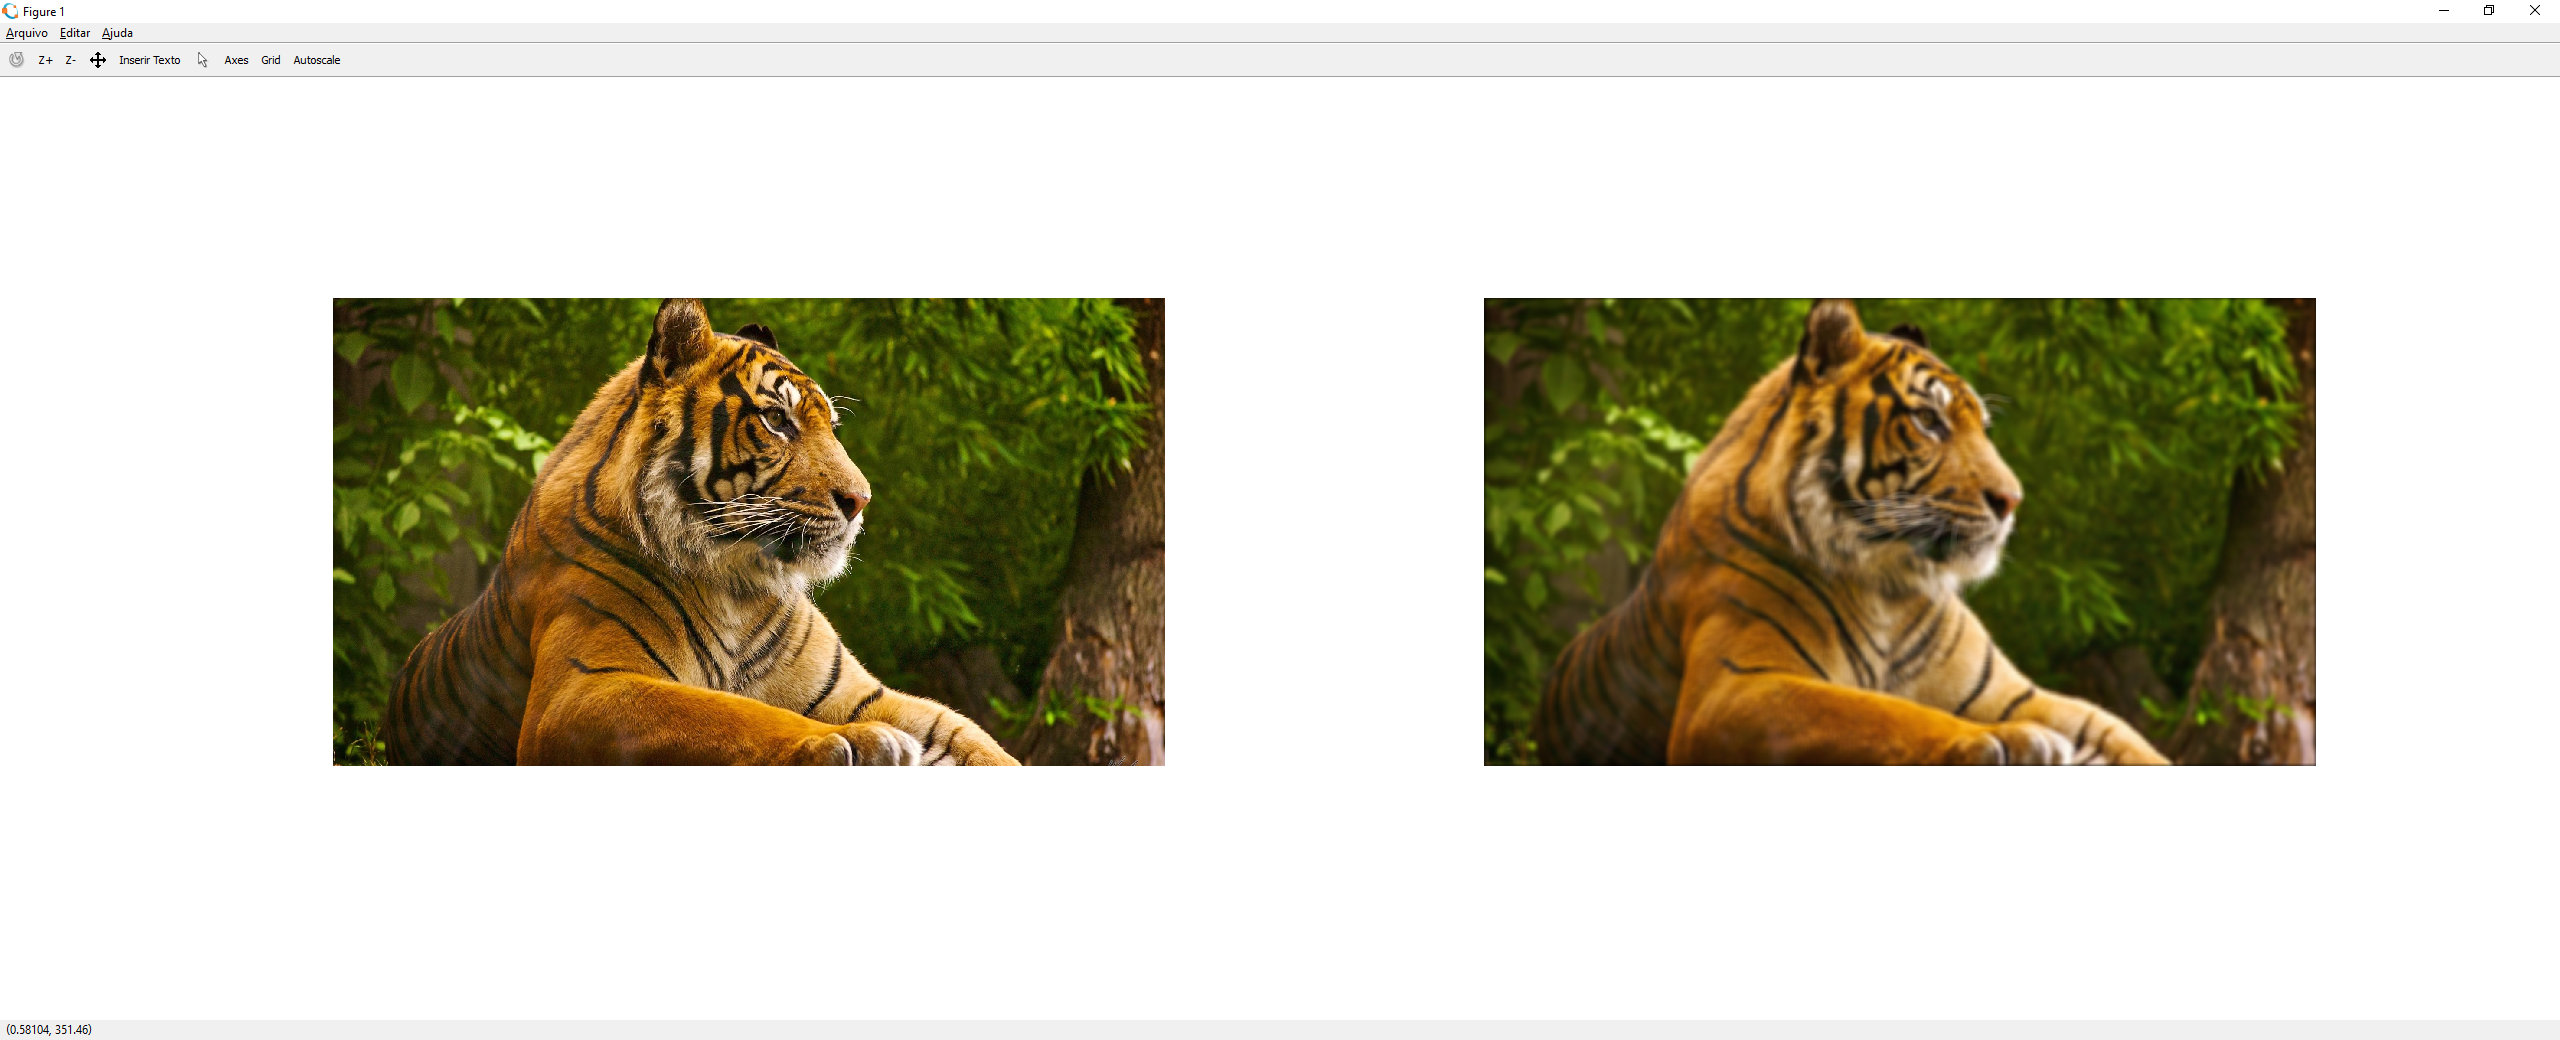 Figure 1
Arquivo Editar Ajuda
Z+ Z- Inserir Texto Axes Grid Autoscale
(0.58104, 351.46)